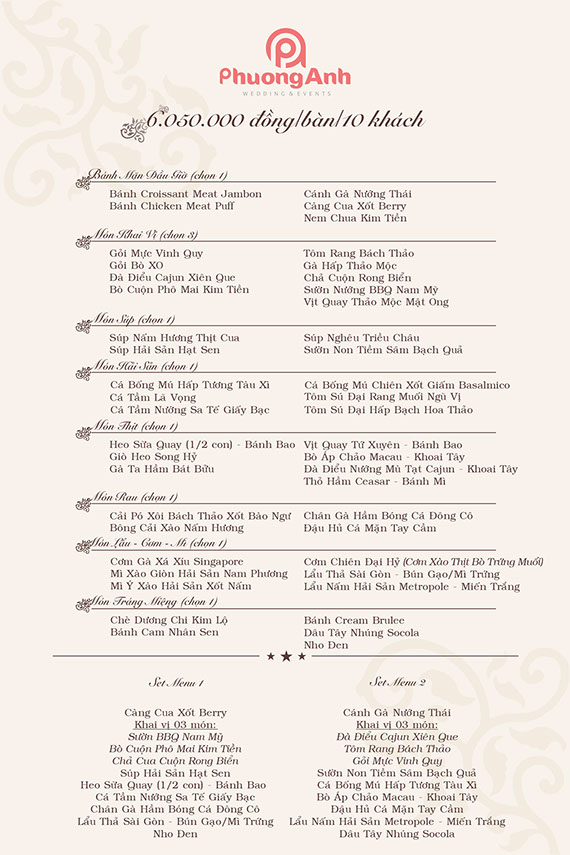 PhuongAnh
WEDDING & EVENTS
6.050.000 đồng/bàn/10 khách
Bánh Mặn Đầu Giờ (chọn 1)
Bánh Croissant Meat Jambon
Bánh Chicken Meat Puff
Cánh Gà Nướng Thái
Càng Cua Xốt Berry
Nem Chua Kim Tiền
Món Khai Vị (chọn 3)
Gỏi Mực Vinh Quy
Gỏi Bò XO
Đà Điểu Cajun Xiên Que
Bò Cuộn Phô Mai Kim Tiền
Tôm Rang Bách Thảo
Gà Hấp Thảo Mộc
Chả Cuộn Rong Biển
Sườn Nướng BBQ Nam Mỹ
Vịt Quay Thảo Mộc Mật Ong
Món Súp (chọn 1)
Súp Nấm Hương Thịt Cua
Súp Hải Sản Hạt Sen
Súp Nghêu Triều Châu
Sườn Non Tiềm Sâm Bạch Quả
Món Hải Sản (chọn 1)
Cá Bống Mú Hấp Tương Tàu Xì
Cá Tầm Lã Vọng
Cá Tầm Nướng Sa Tế Giấy Bạc
Cá Bống Mú Chiên Xốt Giấm Basalmico
Tôm Sú Đại Rang Muối Ngũ Vị
Tôm Sú Đại Hấp Bạch Hoa Thảo
Món Thịt (chọn 1)
Heo Sữa Quay (1/2 con) - Bánh Bao
Giò Heo Song Hỷ
Gà Ta Hầm Bát Bửu
Vịt Quay Tứ Xuyên - Bánh Bao
Bò Áp Chảo Macau - Khoai Tây
Đà Điểu Nướng Mù Tạt Cajun - Khoai Tây
Thỏ Hầm Ceasar - Bánh Mì
Món Rau (chọn 1)
Cải Pó Xôi Bách Thảo Xốt Bào Ngư
Bông Cải Xào Nấm Hương
Chân Gà Hầm Bóng Cá Đông Cô
Đậu Hủ Cá Mặn Tay Cầm
Món Lẩu - Cơm - Mì (chọn 1)
Cơm Gà Xá Xíu Singapore
Mì Xào Giòn Hải Sản Nam Phương
Mì Ý Xào Hải Sản Xốt Nấm
Cơm Chiên Đại Hỷ (Cơm Xào Thịt Bò Trứng Muối)
Lẩu Thả Sài Gòn - Bún Gạo/Mì Trứng
Lẩu Nấm Hải Sản Metropole - Miến Trắng
Món Tráng Miệng (chọn 1)
Chè Dương Chi Kim Lộ
Bánh Cam Nhân Sen
Bánh Cream Brulee
Dâu Tây Nhúng Socola
Nho Đen
Set Menu 1
Càng Cua Xốt Berry
Khai vị 03 món:
Sườn BBQ Nam Mỹ
Bò Cuộn Phô Mai Kim Tiền
Chả Cua Cuộn Rong Biển
Súp Hải Sản Hạt Sen
Heo Sữa Quay (1/2 con) - Bánh Bao
Cá Tầm Nướng Sa Tế Giấy Bạc
Chân Gà Hầm Bóng Cá Đông Cô
Lẩu Thả Sài Gòn - Bún Gạo/Mì Trứng
Nho Đen
Set Menu 2
Cánh Gà Nướng Thái
Khai vị 03 món:
Đà Điểu Cajun Xiên Que
Tôm Rang Bách Thảo
Gỏi Mực Vinh Quy
Sườn Non Tiềm Sâm Bạch Quả
Cá Bống Mú Hấp Tương Tàu Xì
Bò Áp Chảo Macau - Khoai Tây
Đậu Hủ Cá Mặn Tay Cầm
Lẩu Nấm Hải Sản Metropole - Miến Trắng
Dâu Tây Nhúng Socola